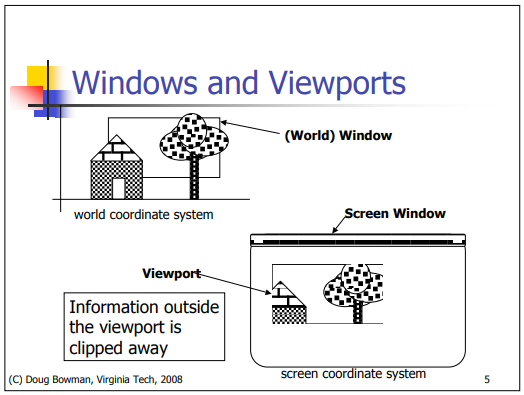 Windows and Viewports
(World) Window
world coordinate system
Screen Window
Viewport
Information outside
the viewport is
clipped away
screen coordinate system
(C) Doug Bowman, Virginia Tech, 2008
5